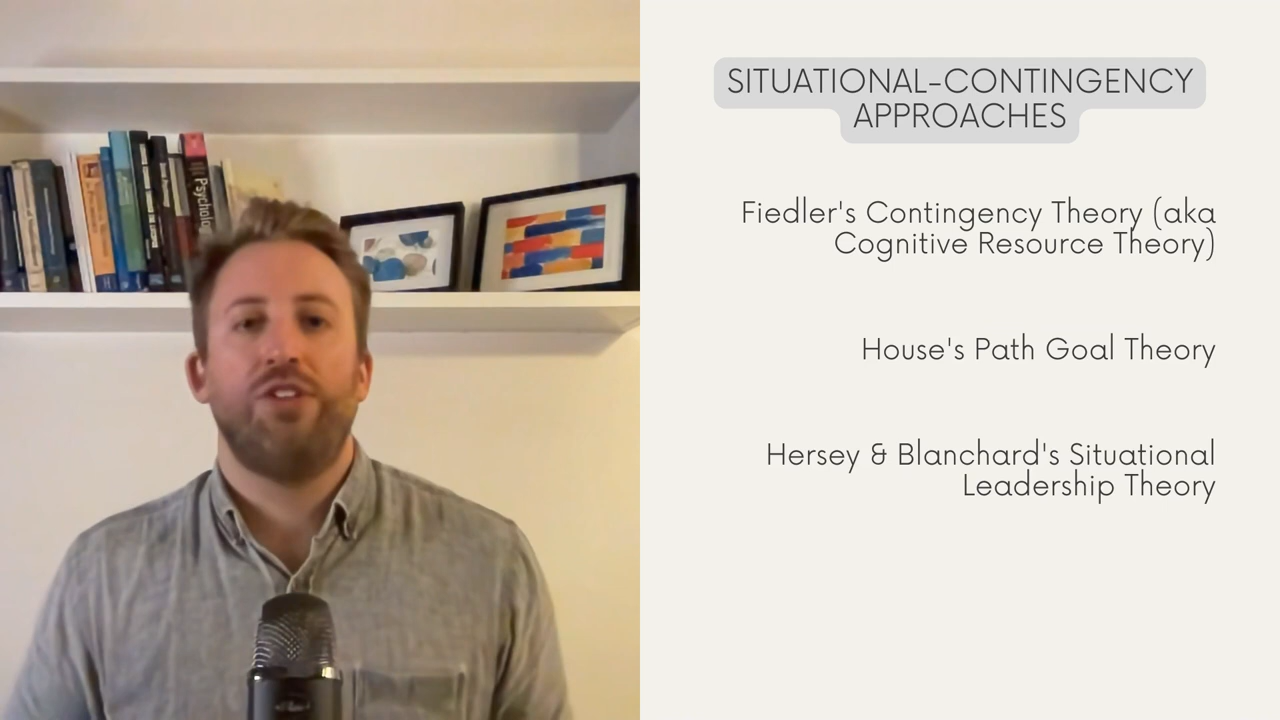 SITUATIONAL-CONTINGENCY
APPROACHES
Fiedler's Contingency Theory (aka
Cognitive Resource Theory)
House's Path Goal Theory
Hersey & Blanchard's Situational
Leadership Theory